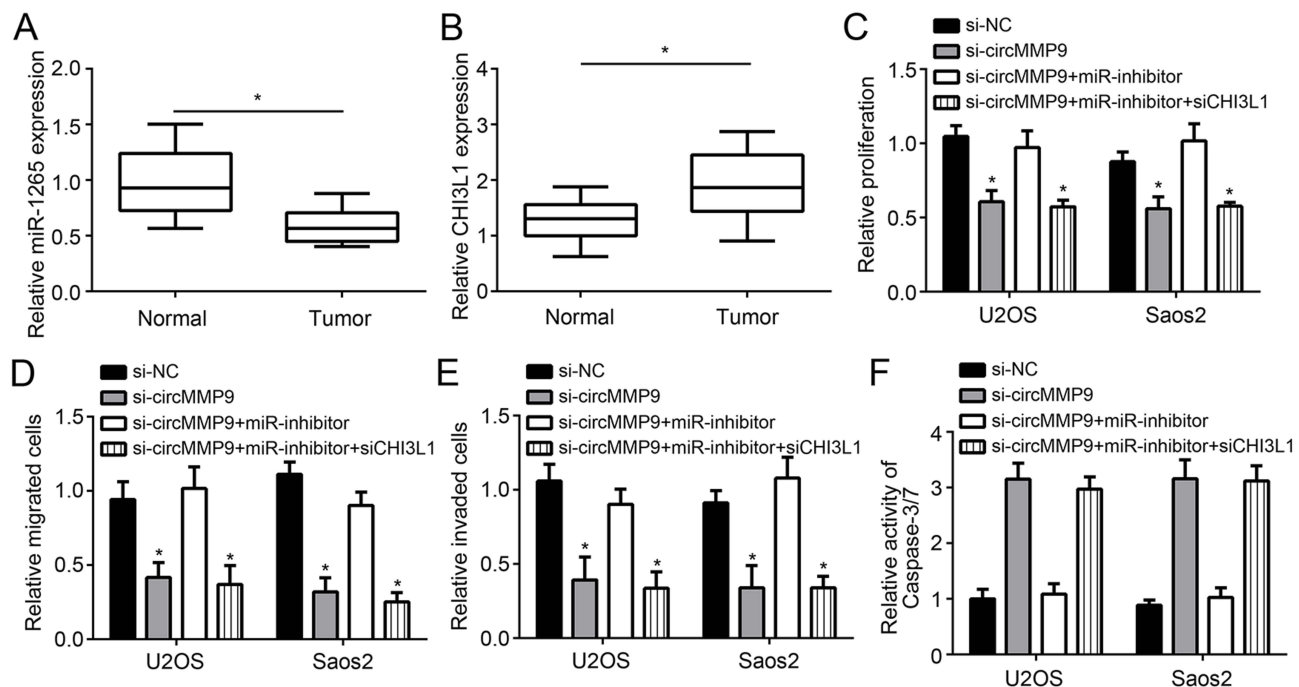 A
Relative miR-1265 expression
2.0
1.5
1.0
0.5
0.0
*
Normal
Tumor
B
Relative CHI3L1 expression
4
3
2
1
0
*
Normal
Tumor
C
si-NC
si-circMMP9
si-circMMP9+miR-inhibitor
si-circMMP9+miR-inhibitor+siCHI3L1
Relative proliferation
1.5
1.0
0.5
0.0
*
*
*
*
U2OS
Saos2
D
si-NC
si-circMMP9
si-circMMP9+miR-inhibitor
si-circMMP9+miR-inhibitor+siCHI3L1
Relative migrated cells
1.5
1.0
0.5
0.0
*
*
*
*
U2OS
Saos2
E
si-NC
si-circMMP9
si-circMMP9+miR-inhibitor
si-circMMP9+miR-inhibitor+siCHI3L1
Relative invaded cells
1.5
1.0
0.5
0.0
*
*
*
*
U2OS
Saos2
F
si-NC
si-circMMP9
si-circMMP9+miR-inhibitor
si-circMMP9+miR-inhibitor+siCHI3L1
Relative activity of
Caspase-3/7
4
3
2
1
0
U2OS
Saos2